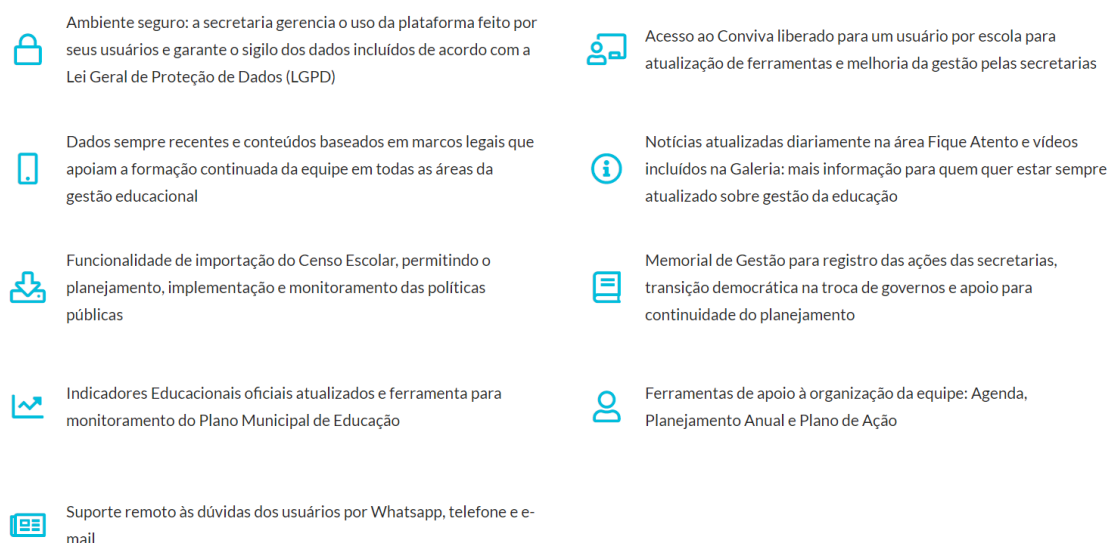 Ambiente seguro: a secretaria gerencia o uso da plataforma feito por
seus usuários e garante o sigilo dos dados incluídos de acordo com a
Lei Geral de Proteção de Dados (LGPD)
Acesso ao Conviva liberado para um usuário por escola para
atualização de ferramentas e melhoria da gestão pelas secretarias
Dados sempre recentes e conteúdos baseados em marcos legais que
apoiam a formação continuada da equipe em todas as áreas da
gestão educacional
Notícias atualizadas diariamente na área Fique Atento e vídeos
incluídos na Galeria: mais informação para quem quer estar sempre
atualizado sobre gestão da educação
Funcionalidade de importação do Censo Escolar, permitindo o
planejamento, implementação e monitoramento das políticas
públicas
Memorial de Gestão para registro das ações das secretarias,
transição democrática na troca de governos e apoio para
continuidade do planejamento
Indicadores Educacionais oficiais atualizados e ferramenta para
monitoramento do Plano Municipal de Educação
Ferramentas de apoio à organização da equipe: Agenda,
Planejamento Anual e Plano de Ação
Suporte remoto às dúvidas dos usuários por Whatsapp, telefone e e-
mail